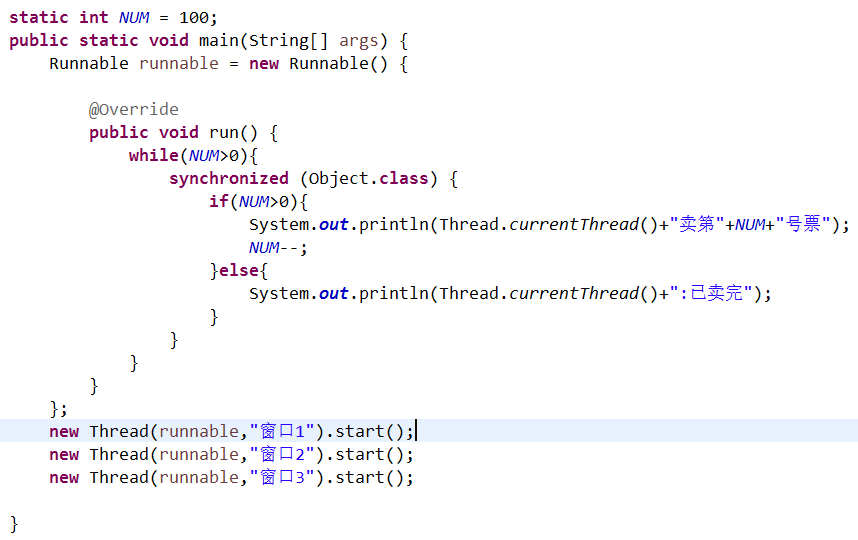 static int NUM = 100;
public static void main(String[] args) {
    Runnable runnable = new Runnable() {
        @Override
        public void run() {
            while(NUM>0){
                synchronized (Object.class) {
                    if(NUM>0){
                        System.out.println(Thread.currentThread()+"卖第"+NUM+"号票");
                        NUM--;
                    }else{
                        System.out.println(Thread.currentThread()+":已卖完");
                    }
                }
            }
        }
    };
    new Thread(runnable,"窗口1").start();
    new Thread(runnable,"窗口2").start();
    new Thread(runnable,"窗口3").start();
}